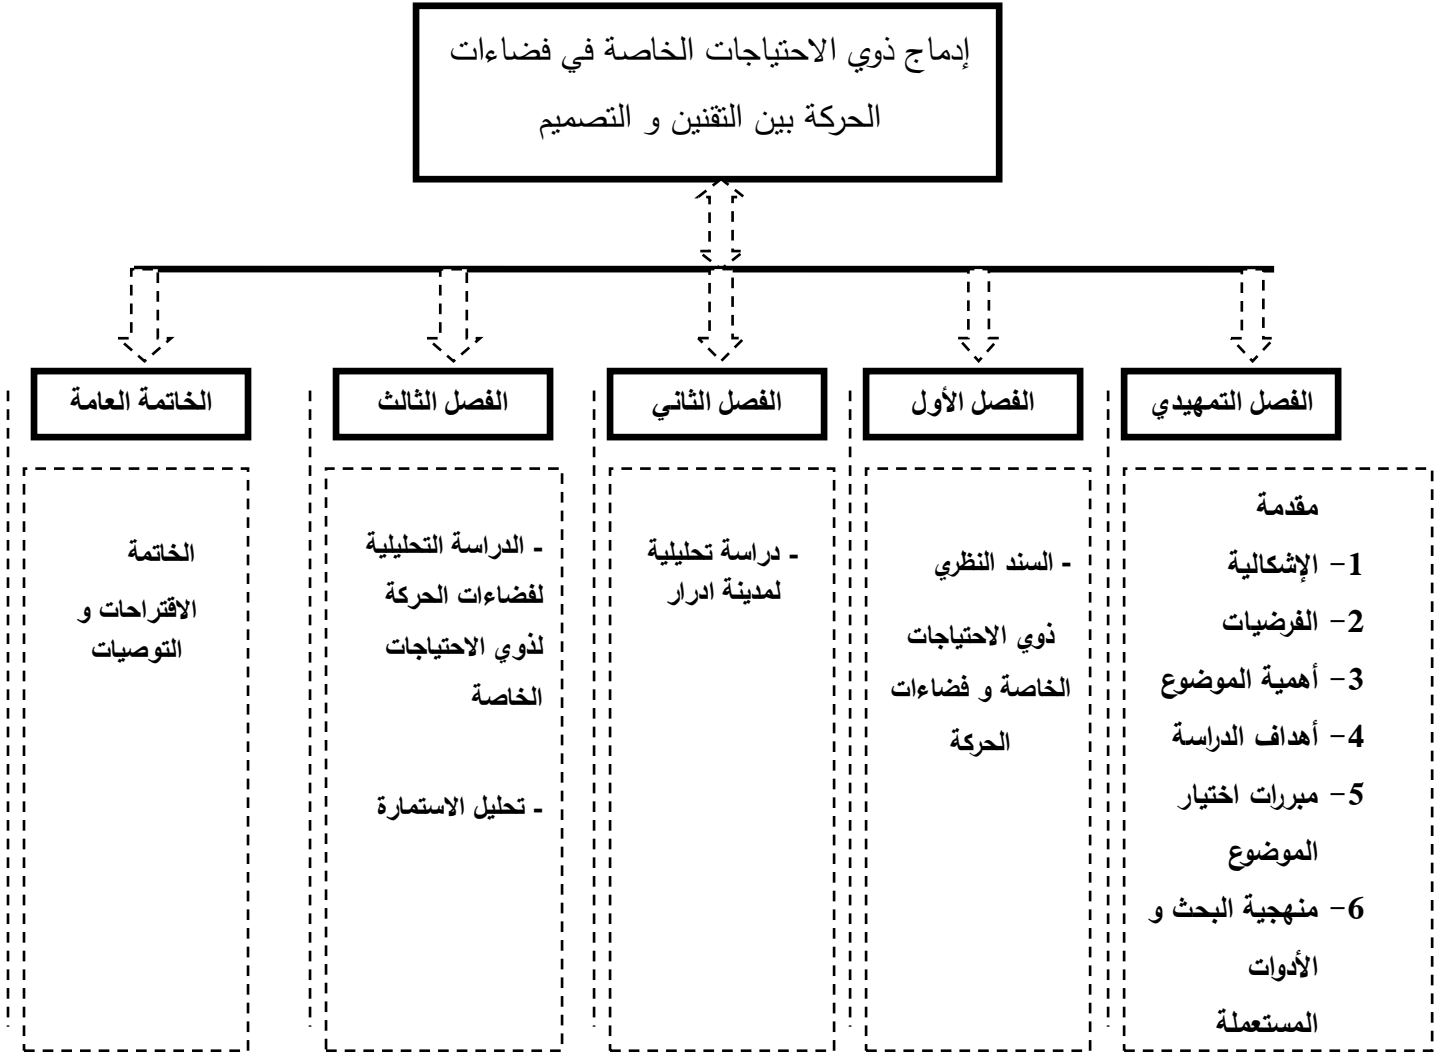 إدماج ذوي الاحتياجات الخاصة في فضاءات
الحركة بين التقنين و التصميم
الفصل التمهيدي
مقدمة
1- الإشكالية
2- الفرضيات
3- أهمية الموضوع
4- أهداف الدراسة
5- مبررات اختيار
الموضوع
6- منهجية البحث و
الأدوات
المستعملة
الفصل الأول
- السند النظري
ذوي الاحتياجات
الخاصة و فضاءات
الحركة
الفصل الثاني
- دراسة تحليلية
لمدينة ادرار
الفصل الثالث
- الدراسة التحليلية
لفضاءات الحركة
لذوي الاحتياجات
الخاصة
- تحليل الاستمارة
الخاتمة العامة
الخاتمة
الاقتراحات و
التوصيات